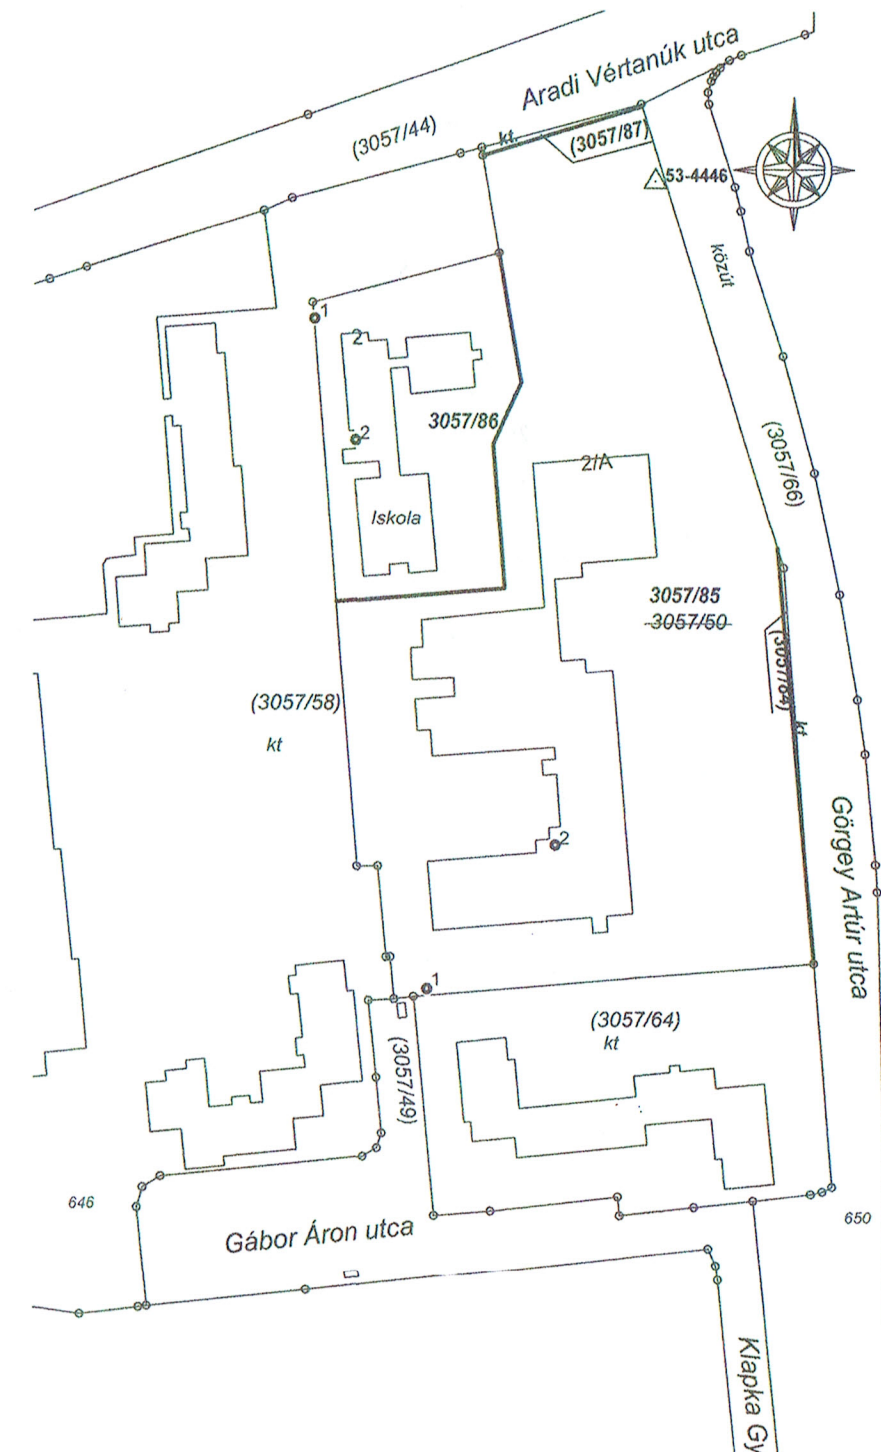 Aradi Vértanúk utca
(3057/44)
kt.
(3057/87)
53-4446
közút
1
2
2
3057/86
(3057/66)
2/A
Iskola
3057/85
3057/50
(3057/84)
(3057/58)
kt
kt
Görgey Artúr utca
2
1
(3057/64)
kt
(3057/49)
646
650
Gábor Áron utca
Klapka Gy